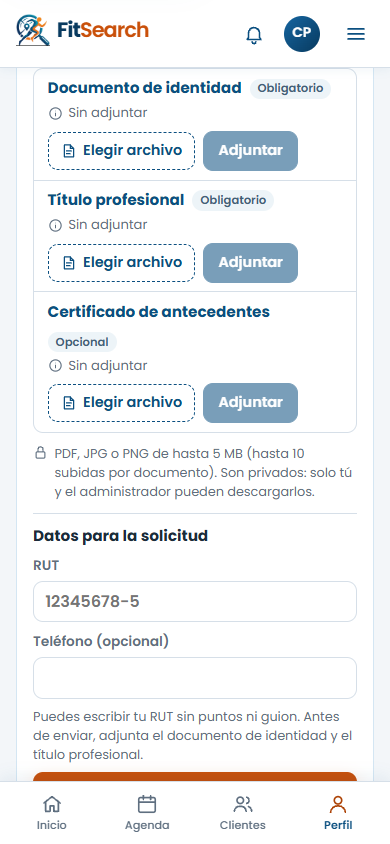 FitSearch
CP
Documento de identidad Obligatorio
Sin adjuntar
Elegir archivo Adjuntar
Título profesional Obligatorio
Sin adjuntar
Elegir archivo Adjuntar
Certificado de antecedentes
Opcional
Sin adjuntar
Elegir archivo Adjuntar
PDF, JPG o PNG de hasta 5 MB (hasta 10
subidas por documento). Son privados: solo tú
y el administrador pueden descargarlos.
Datos para la solicitud
RUT
12345678-5
Teléfono (opcional)
Puedes escribir tu RUT sin puntos ni guion. Antes
de enviar, adjunta el documento de identidad y el
título profesional.
Inicio Agenda Clientes Perfil